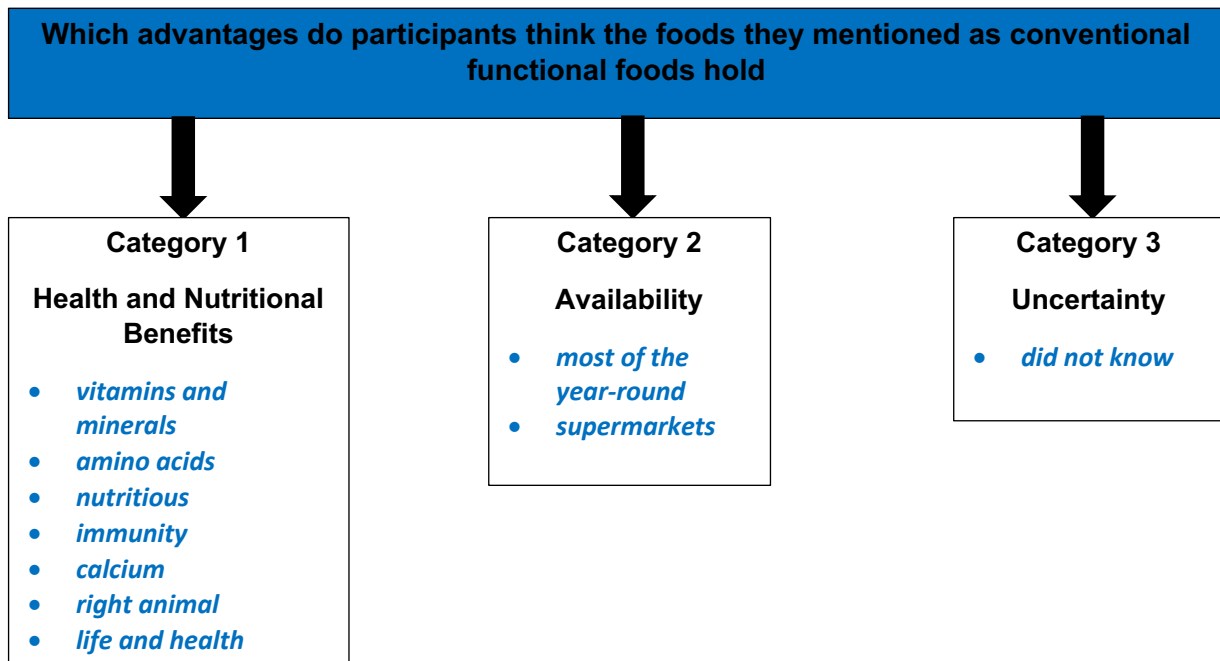 Which advantages do participants think the foods they mentioned as conventional
functional foods hold
Category 1
Health and Nutritional
Benefits
• vitamins and
minerals
• amino acids
• nutritious
• immunity
• calcium
• right animal
• life and health
Category 2
Availability
• most of the
year-round
• supermarkets
Category 3
Uncertainty
• did not know